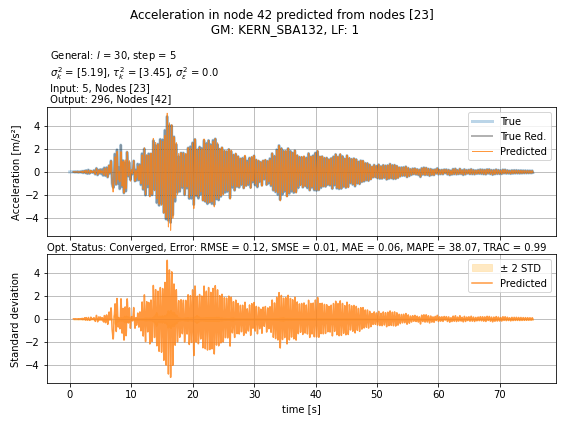 Acceleration in node 42 predicted from nodes [23]
GM: KERN_SBA132, LF: 1
General: l = 30, step = 5
σ²ₖ = [5.19], τ²ₖ = [3.45], σ²_ε = 0.0
Input: 5, Nodes [23]
Output: 296, Nodes [42]
Acceleration [m/s²]
4
2
0
−2
−4
True
True Red.
Predicted
Opt. Status: Converged, Error: RMSE = 0.12, SMSE = 0.01, MAE = 0.06, MAPE = 38.07, TRAC = 0.99
Standard deviation
4
2
0
−2
−4
± 2 STD
Predicted
0 10 20 30 40 50 60 70
time [s]